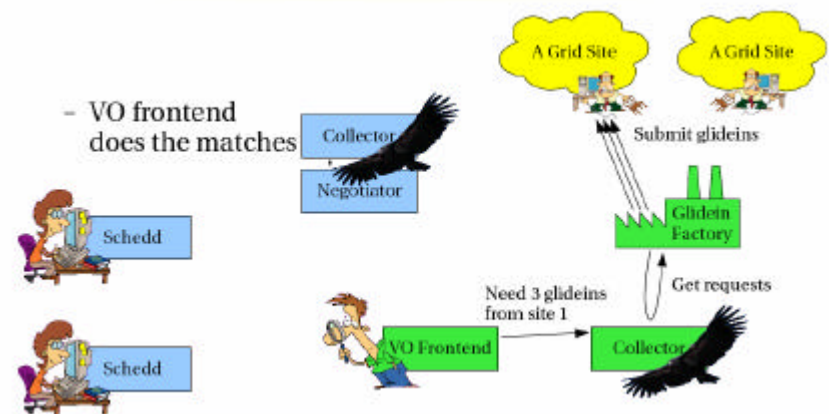 A Grid Site
A Grid Site
– VO frontend
does the matches
Collector
Submit glideins
Negotiator
Glidein
Factory
Schedd
Get requests
Need 3 glideins
from site 1
VO Frontend
Collector
Schedd